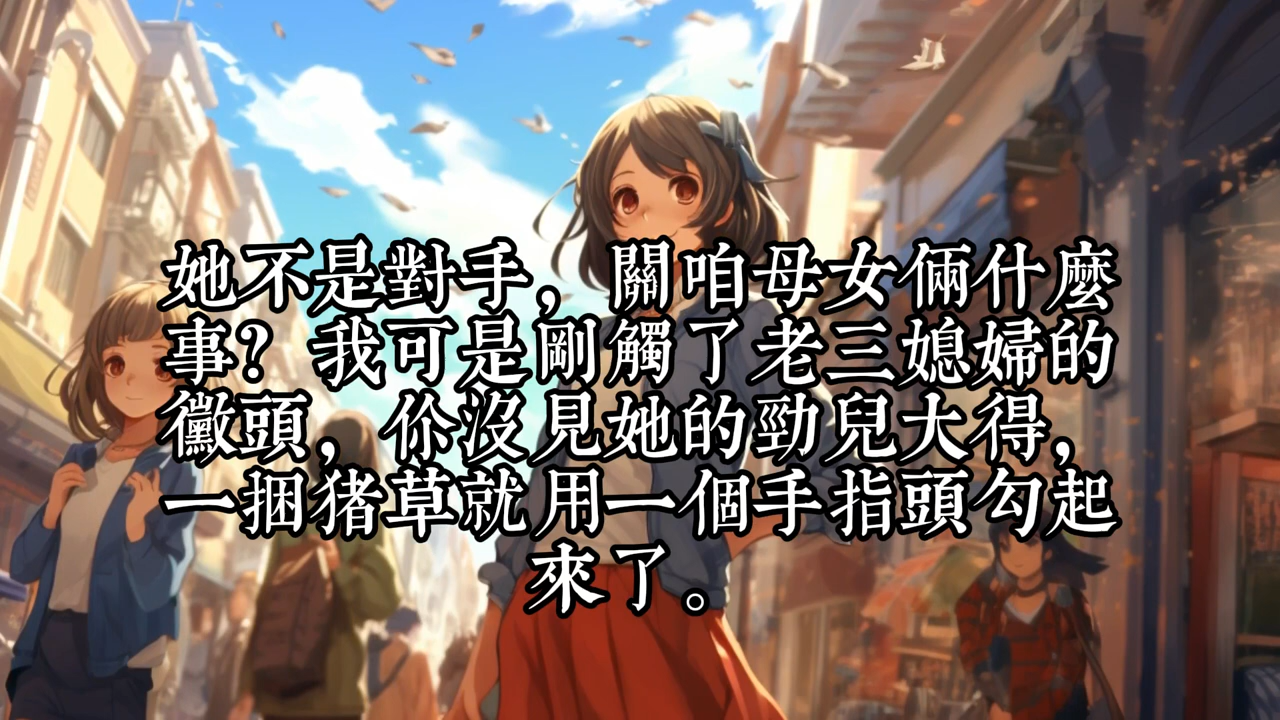 她不是對手，關咱母女倆什麼
事？我可是剛觸了老三媳婦的
黴頭，你沒見她的勁兒大得，
一捆猪草就用一個手指頭勾起
來了。